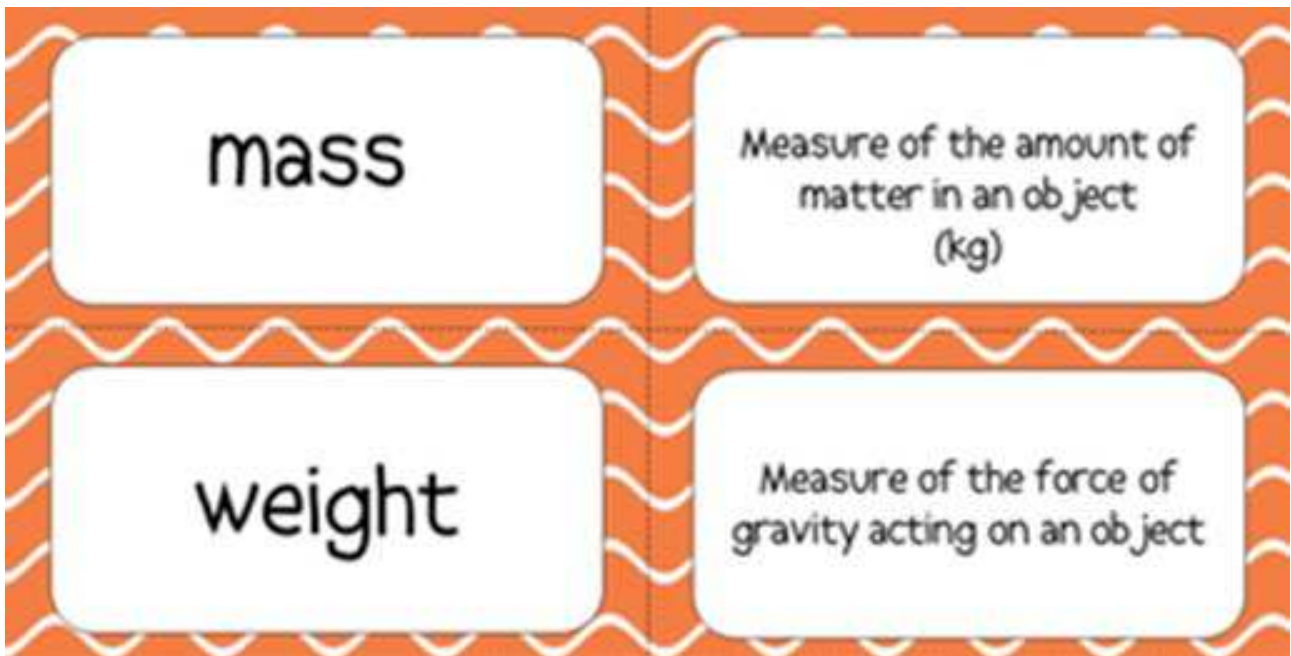 mass
Measure of the amount of
matter in an object
(kg)
weight
Measure of the force of
gravity acting on an object